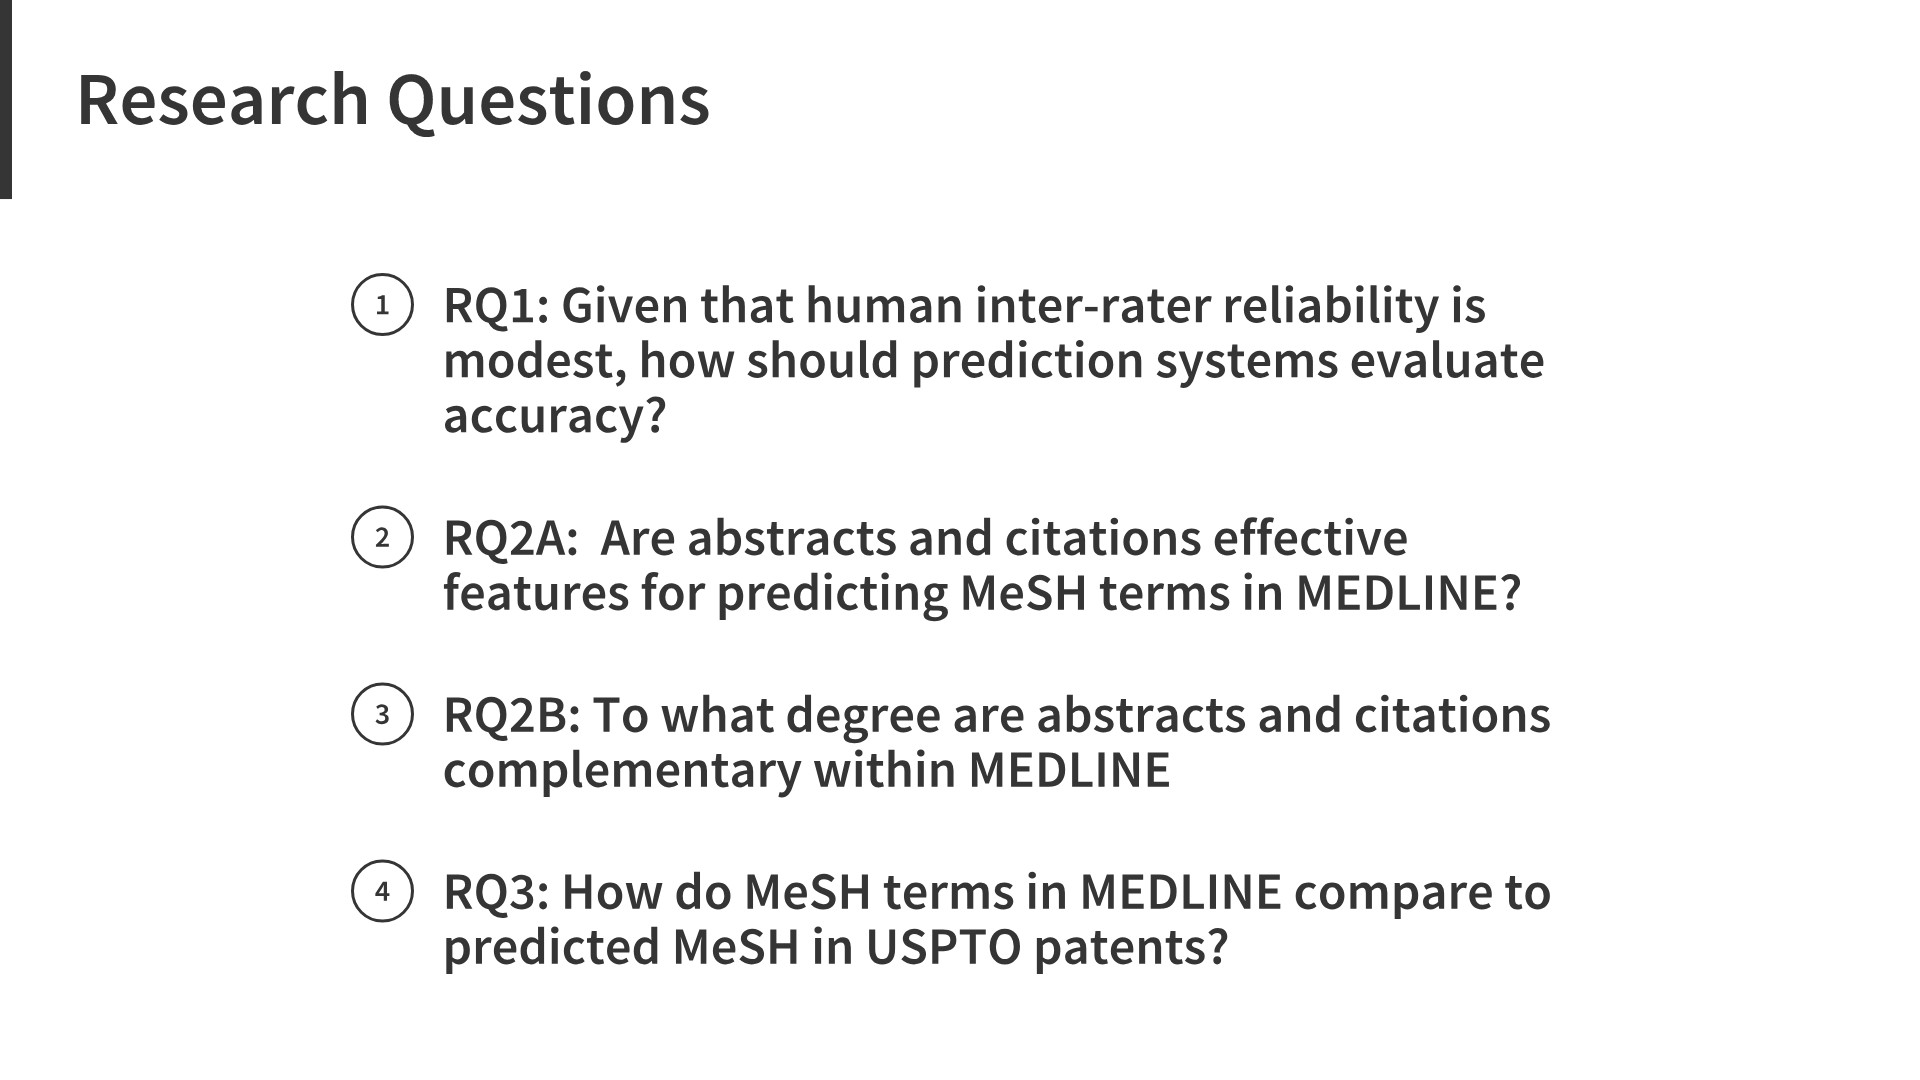 Research Questions
1
RQ1: Given that human inter-rater reliability is
modest, how should prediction systems evaluate
accuracy?
2
RQ2A:  Are abstracts and citations effective
features for predicting MeSH terms in MEDLINE?
3
RQ2B: To what degree are abstracts and citations
complementary within MEDLINE
4
RQ3: How do MeSH terms in MEDLINE compare to
predicted MeSH in USPTO patents?